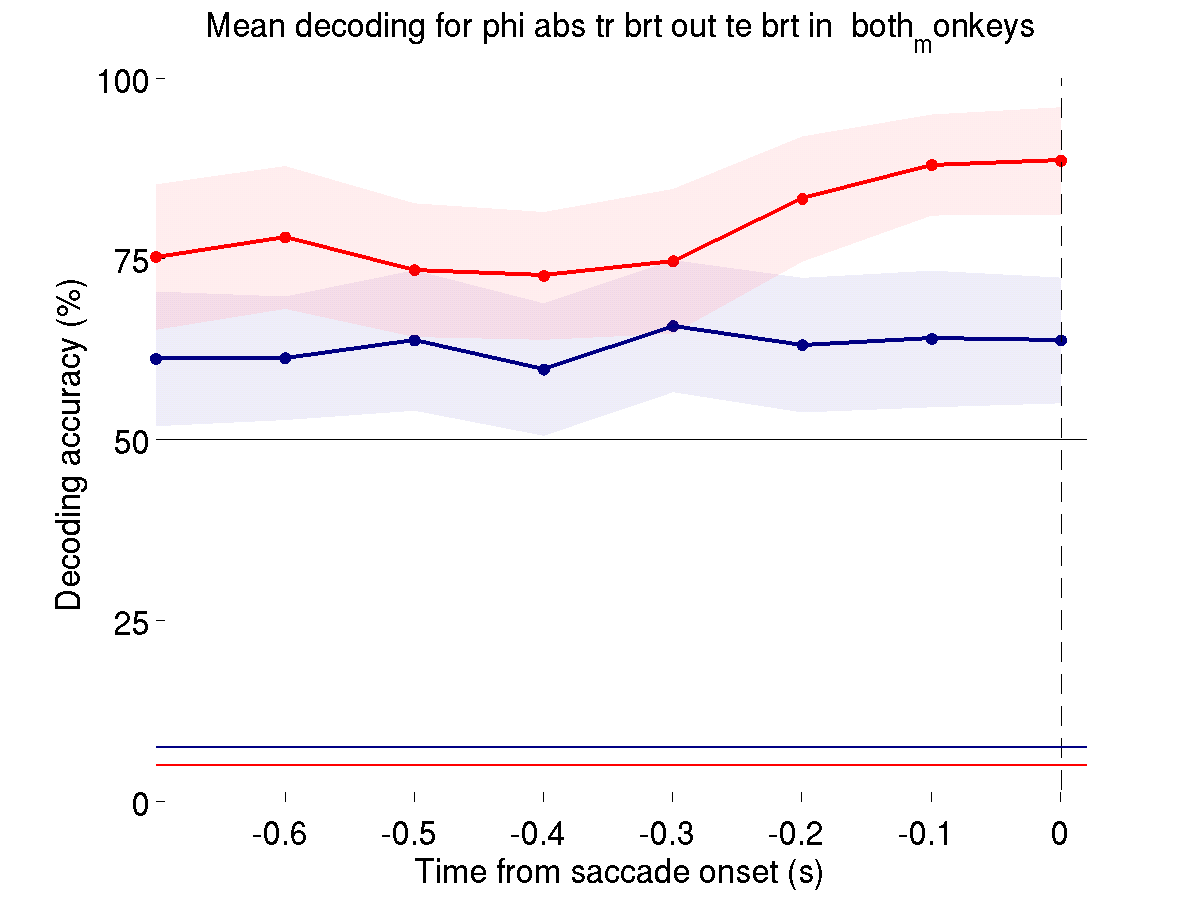 Mean decoding for phi abs tr brt out te brt in both_monkeys
100
75
50
25
0
Decoding accuracy (%)
-0.6 -0.5 -0.4 -0.3 -0.2 -0.1 0
Time from saccade onset (s)